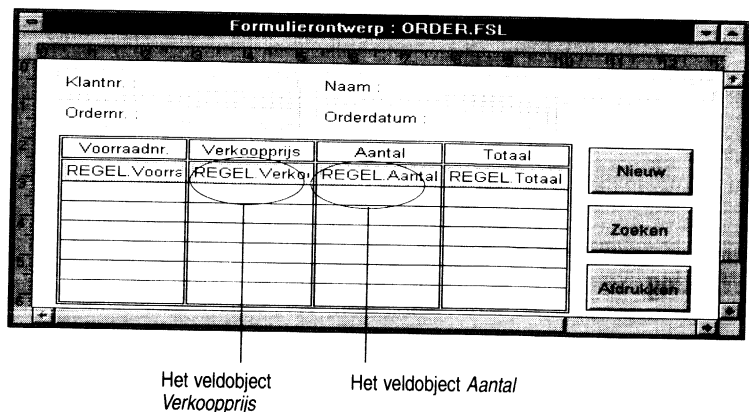 Formulierontwerp : ORDER.FSL
Klantnr. :
Naam :
Ordernr. :
Orderdatum :
Voorraadnr. Verkoopprijs Aantal Totaal
REGEL.Voorra REGEL.Verko REGEL.Aantal REGEL.Totaal
Nieuw
Zoeken
Afdrukken
Het veldobject Verkoopprijs
Het veldobject Aantal